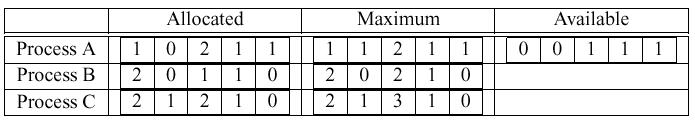 Allocated Maximum Available
Process A 1 0 2 1 1 1 1 2 1 1 0 0 1 1 1
Process B 2 0 1 1 0 2 0 2 1 0
Process C 2 1 2 1 0 2 1 3 1 0